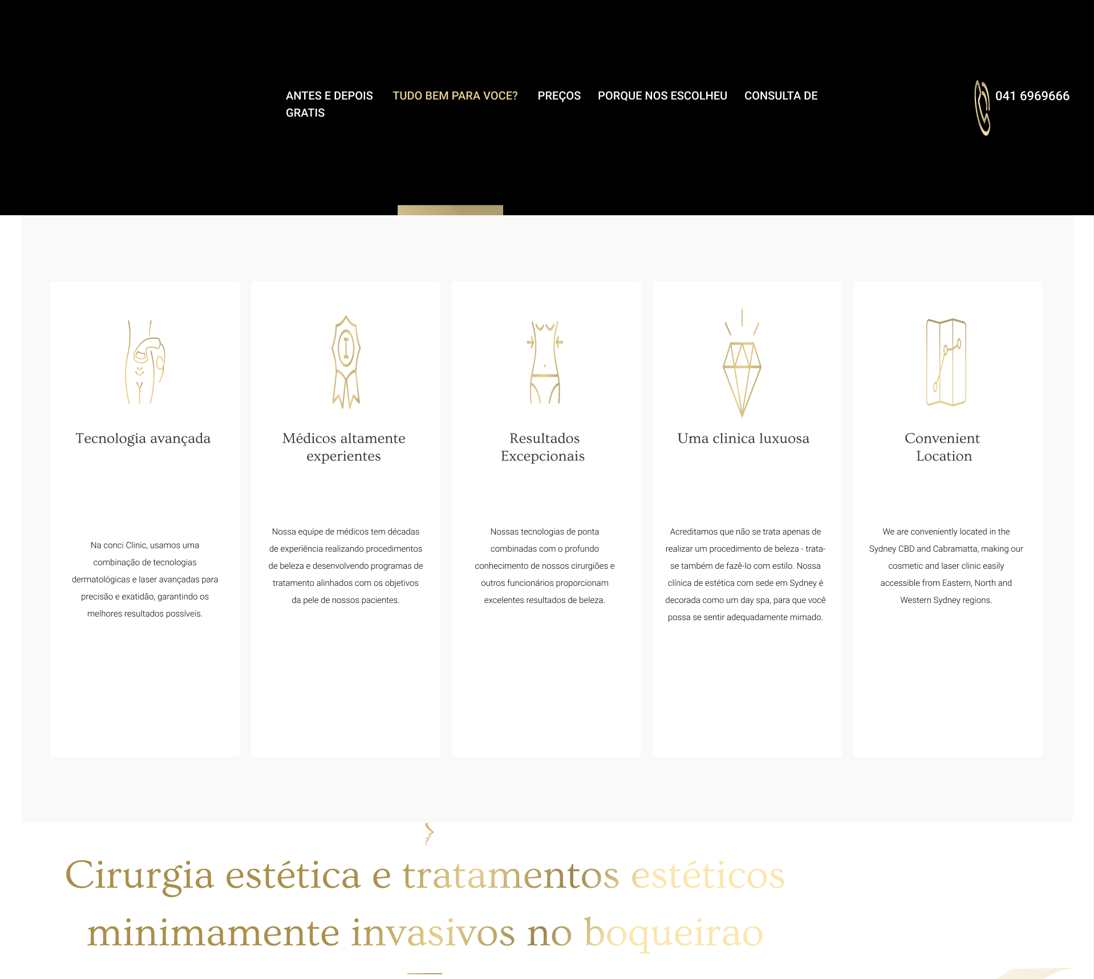 ANTES E DEPOIS TUDO BEM PARA VOCE? PREÇOS PORQUE NOS ESCOLHEU CONSULTA DE
GRATIS
041 6969666
Tecnologia avançada
Na conci Clinic, usamos uma
combinação de tecnologias
dermatológicas e laser avançadas para
precisão e exatidão, garantindo os
melhores resultados possíveis.
Médicos altamente
experientes
Nossa equipe de médicos tem décadas
de experiência realizando procedimentos
de beleza e desenvolvendo programas de
tratamento alinhados com os objetivos
da pele de nossos pacientes.
Resultados
Excepcionais
Nossas tecnologias de ponta
combinadas com o profundo
conhecimento de nossos cirurgiões e
outros funcionários proporcionam
excelentes resultados de beleza.
Uma clinica luxuosa
Acreditamos que não se trata apenas de
realizar um procedimento de beleza - trata-
se também de fazê-lo com estilo. Nossa
clínica de estética com sede em Sydney é
decorada como um day spa, para que você
possa se sentir adequadamente mimado.
Convenient
Location
We are conveniently located in the
Sydney CBD and Cabramatta, making our
cosmetic and laser clinic easily
accessible from Eastern, North and
Western Sydney regions.
Cirurgia estética e tratamentos estéticos
minimamente invasivos no boqueirao